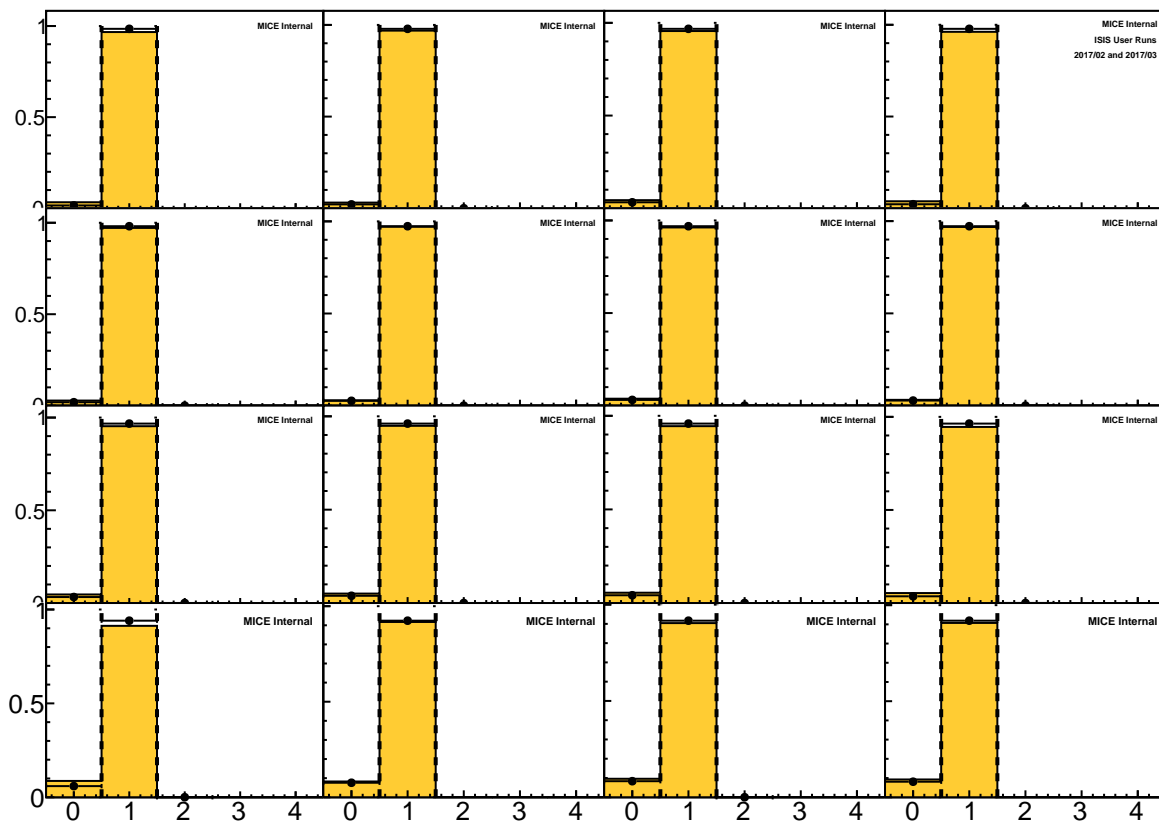 1
MICE Internal
MICE Internal
MICE Internal
MICE Internal
ISIS User Runs
2017/02 and 2017/03
0.5
0
1
MICE Internal
MICE Internal
MICE Internal
MICE Internal
0.5
0
1
MICE Internal
MICE Internal
MICE Internal
MICE Internal
0.5
0
1
MICE Internal
MICE Internal
MICE Internal
MICE Internal
0.5
0
0 1 2 3 4 0 1 2 3 4 0 1 2 3 4 0 1 2 3 4